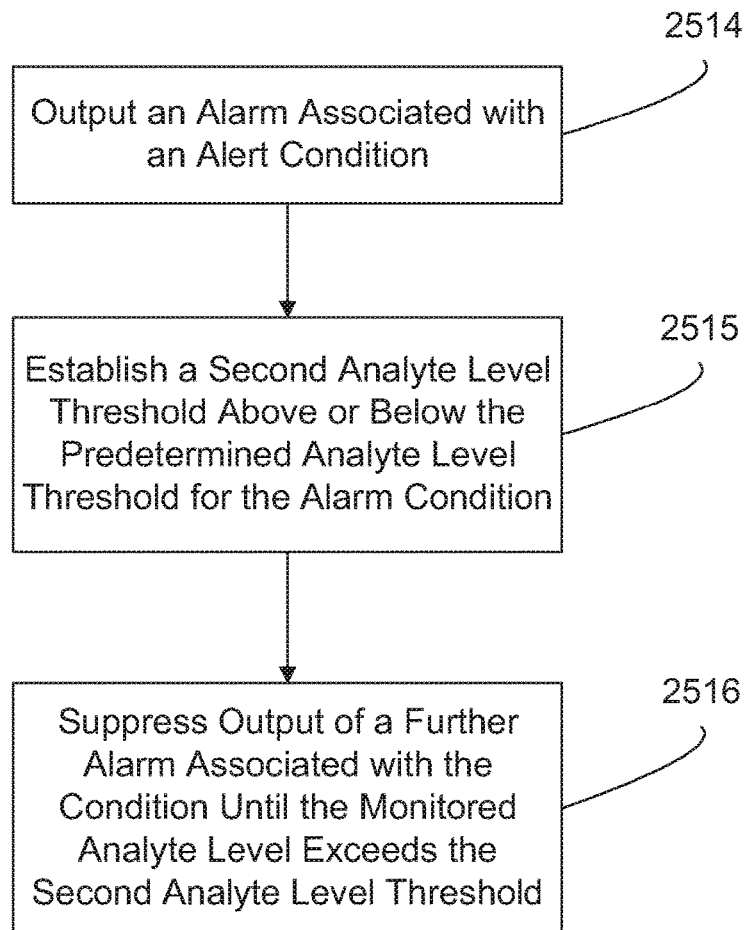 2514
Output an Alarm Associated with
an Alert Condition
2515
Establish a Second Analyte Level
Threshold Above or Below the
Predetermined Analyte Level
Threshold for the Alarm Condition
2516
Suppress Output of a Further
Alarm Associated with the
Condition Until the Monitored
Analyte Level Exceeds the
Second Analyte Level Threshold